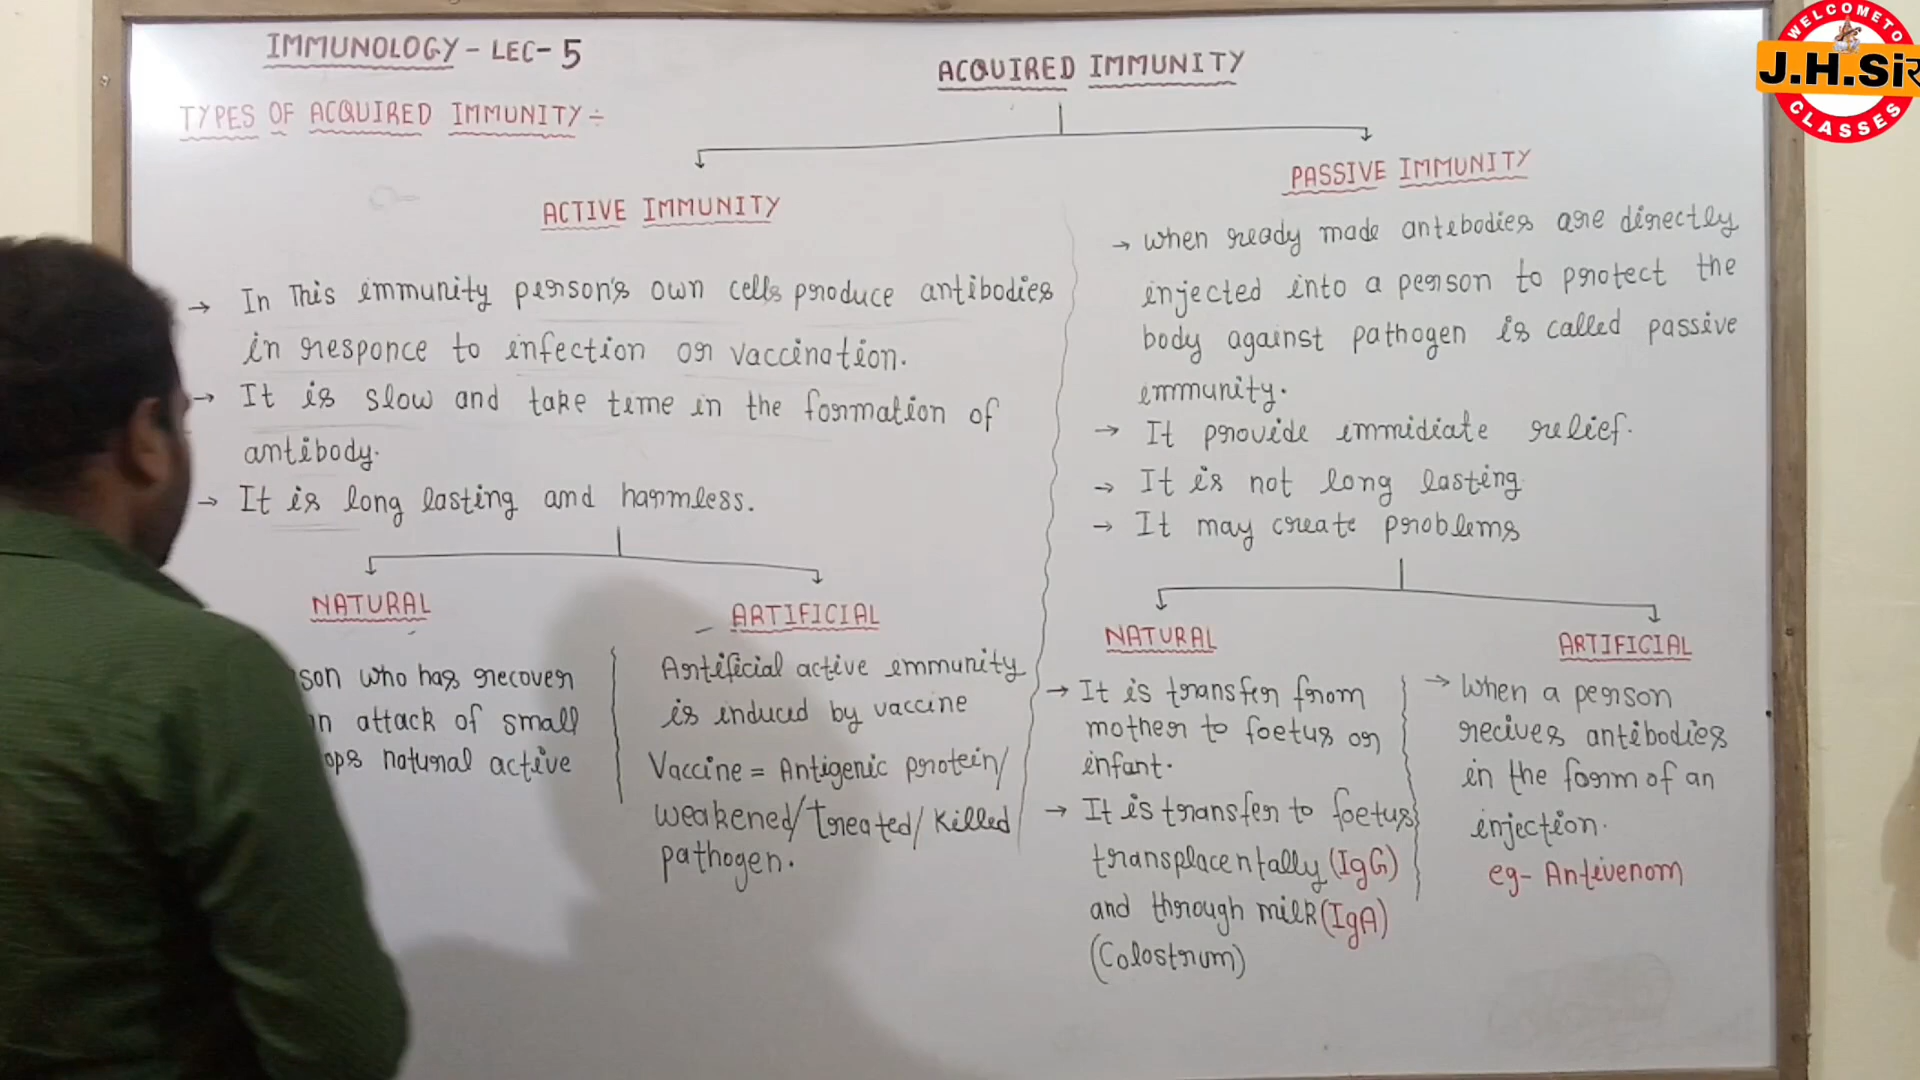 IMMUNOLOGY - LEC-5
TYPES OF ACQUIRED IMMUNITY ÷
ACQUIRED IMMUNITY
ACTIVE IMMUNITY
→ In This immunity person's own cells produce antibodies
in responce to infection or vaccination.
→ It is slow and take time in the formation of
antibody.
→ It is long lasting and harmless.
NATURAL
who has recover
attack of small
natural active
ARTIFICIAL
Artificial active immunity
is induced by vaccine
Vaccine = Antigenic protein/
weakened/Treated/Killed
pathogen.
PASSIVE IMMUNITY
→ when ready made antebodies are directly
injected into a person to protect the
body against pathogen is called passive
immunity.
→ It provide immidiate relief.
→ It is not long lasting
→ It may create problems
NATURAL
→ It is transfer from
mother to foetus or
infant.
→ It is transfer to foetus
transplacentally (IgG)
and through milk (IgA)
(Colostrum)
ARTIFICIAL
→ When a person
recives antibodies
in the form of an
injection.
eg- Antivenom
WELCOME TO
J.H.Siर
CLASSES